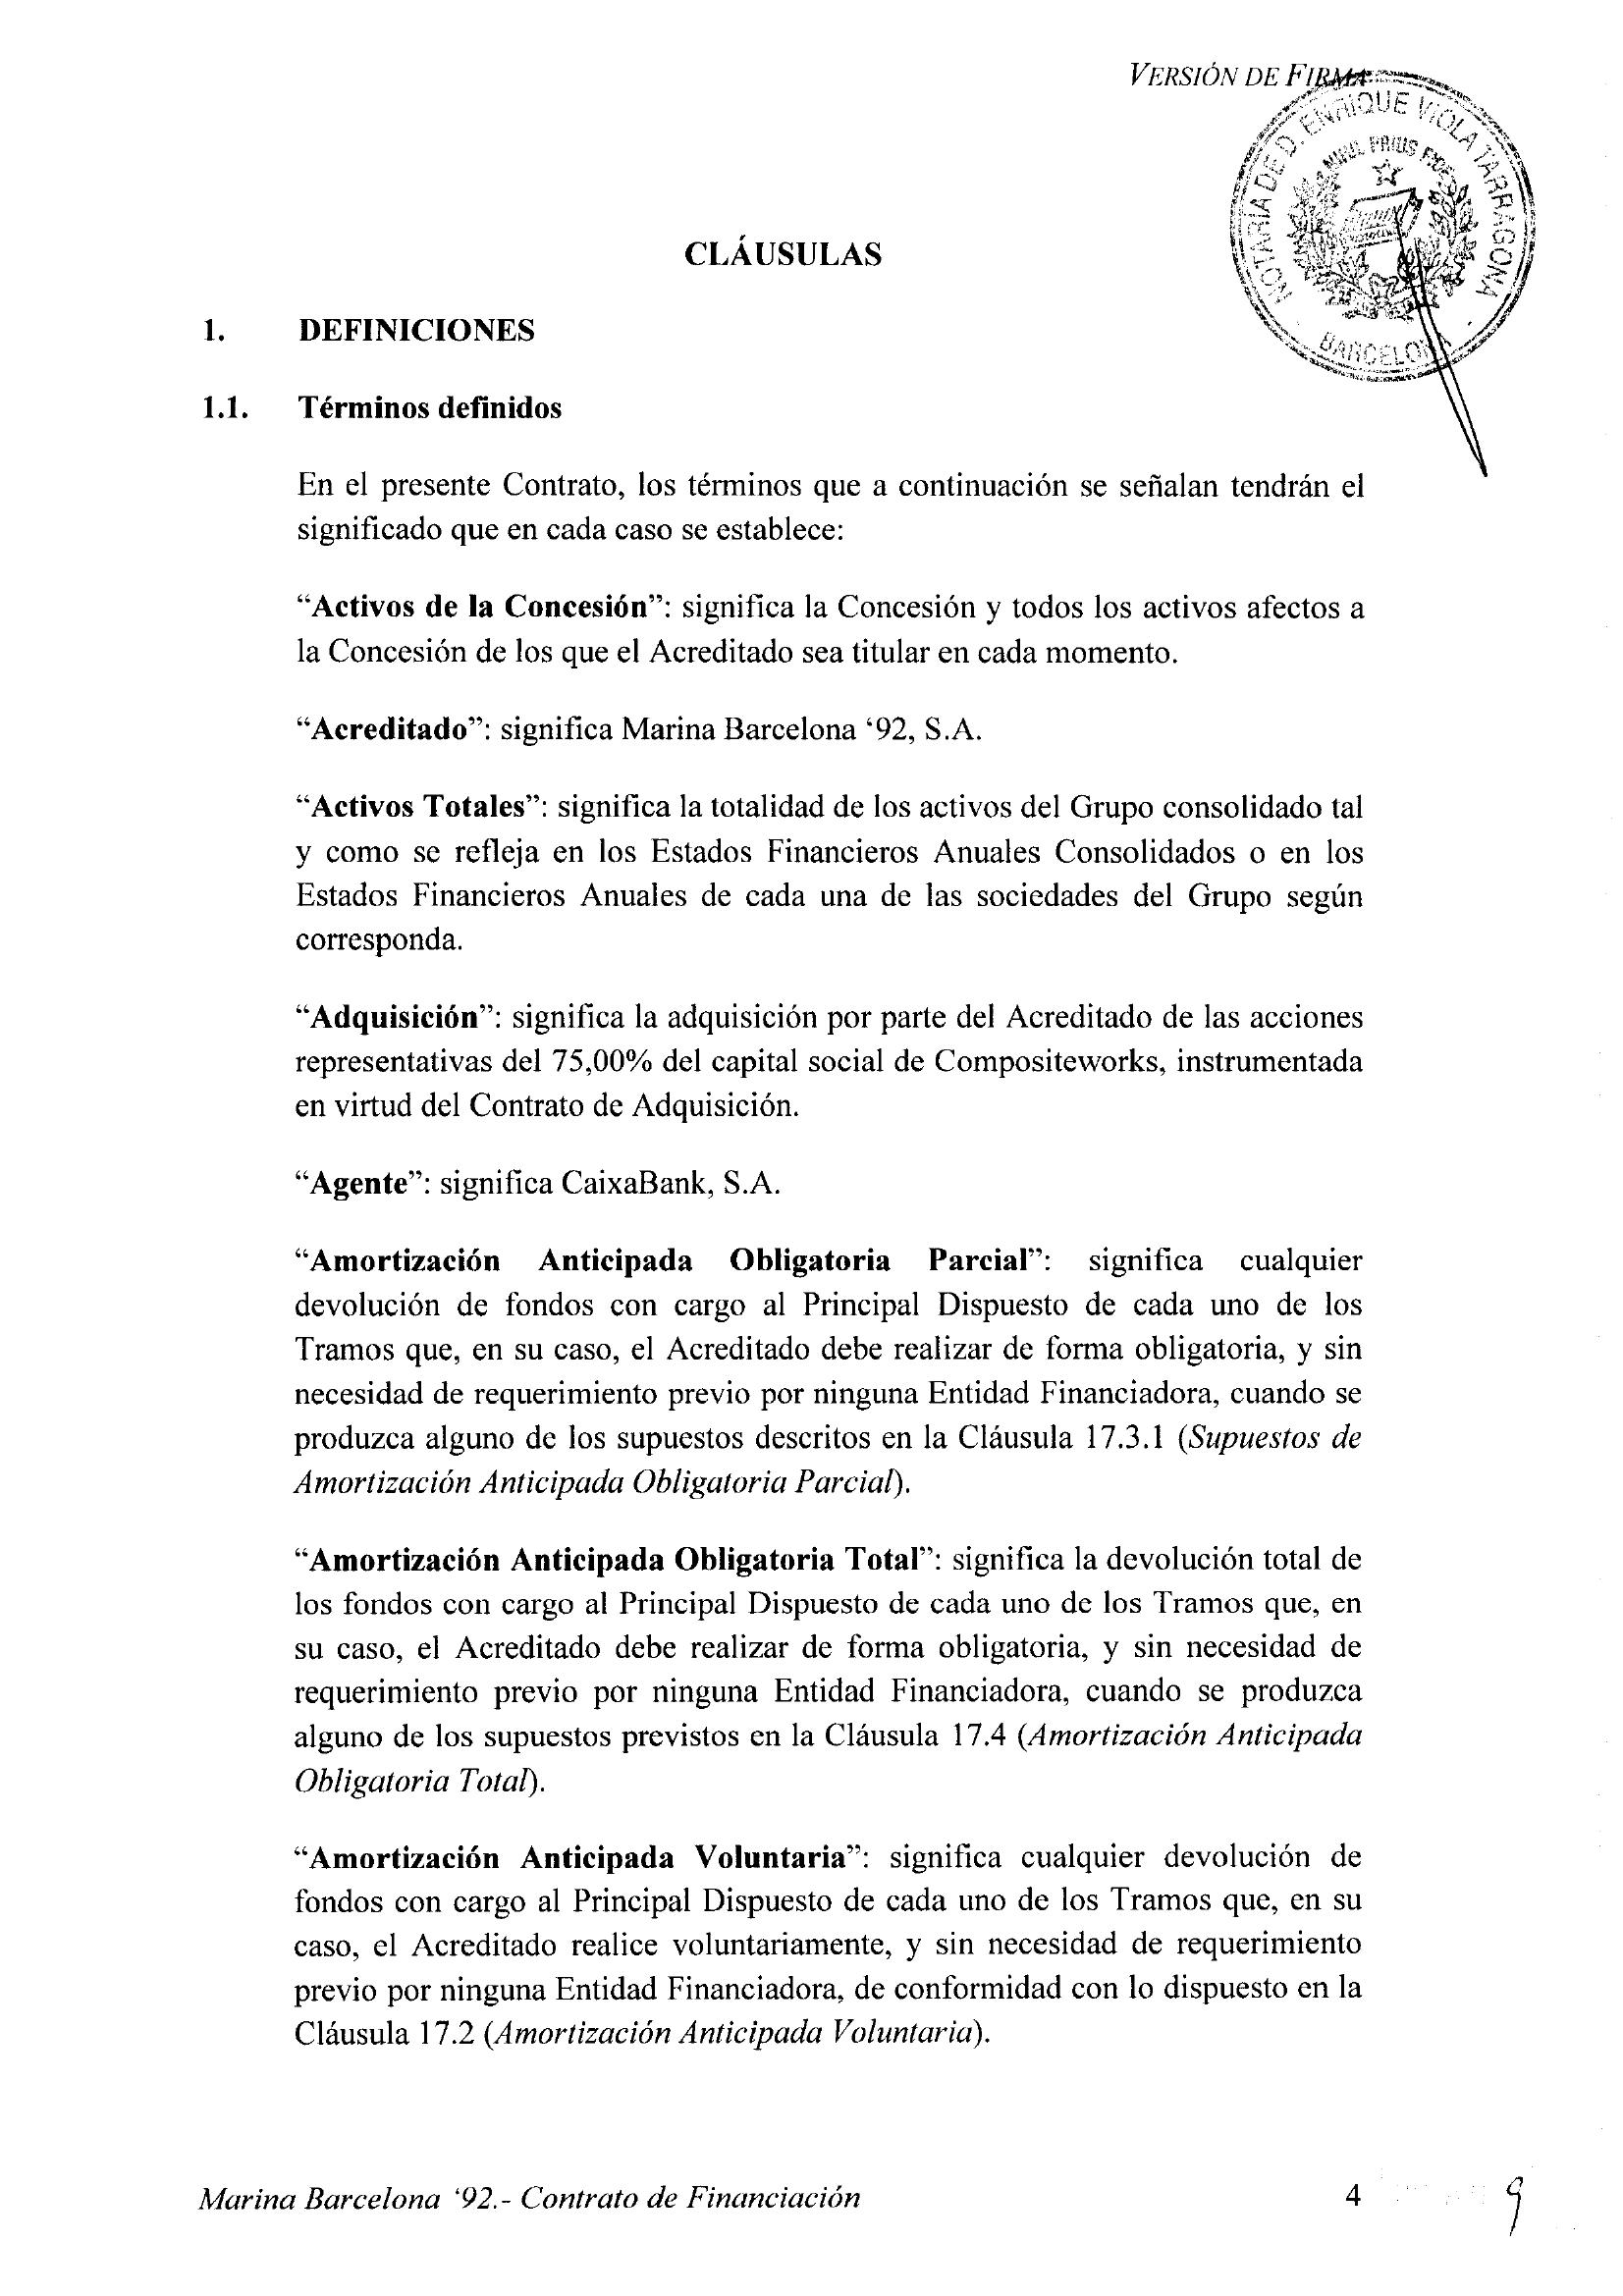 VERSIÓN DE FIRMA
NOTARIA DE D. ENRIQUE VIOLA TARRAGONA
NIHIL PRIUS FIDE
BARCELONA
CLÁUSULAS
1. DEFINICIONES
1.1. Términos definidos
En el presente Contrato, los términos que a continuación se señalan tendrán el
significado que en cada caso se establece:
“Activos de la Concesión”: significa la Concesión y todos los activos afectos a
la Concesión de los que el Acreditado sea titular en cada momento.
“Acreditado”: significa Marina Barcelona ‘92, S.A.
“Activos Totales”: significa la totalidad de los activos del Grupo consolidado tal
y como se refleja en los Estados Financieros Anuales Consolidados o en los
Estados Financieros Anuales de cada una de las sociedades del Grupo según
corresponda.
“Adquisición”: significa la adquisición por parte del Acreditado de las acciones
representativas del 75,00% del capital social de Compositeworks, instrumentada
en virtud del Contrato de Adquisición.
“Agente”: significa CaixaBank, S.A.
“Amortización Anticipada Obligatoria Parcial”: significa cualquier
devolución de fondos con cargo al Principal Dispuesto de cada uno de los
Tramos que, en su caso, el Acreditado debe realizar de forma obligatoria, y sin
necesidad de requerimiento previo por ninguna Entidad Financiadora, cuando se
produzca alguno de los supuestos descritos en la Cláusula 17.3.1 (Supuestos de
Amortización Anticipada Obligatoria Parcial).
“Amortización Anticipada Obligatoria Total”: significa la devolución total de
los fondos con cargo al Principal Dispuesto de cada uno de los Tramos que, en
su caso, el Acreditado debe realizar de forma obligatoria, y sin necesidad de
requerimiento previo por ninguna Entidad Financiadora, cuando se produzca
alguno de los supuestos previstos en la Cláusula 17.4 (Amortización Anticipada
Obligatoria Total).
“Amortización Anticipada Voluntaria”: significa cualquier devolución de
fondos con cargo al Principal Dispuesto de cada uno de los Tramos que, en su
caso, el Acreditado realice voluntariamente, y sin necesidad de requerimiento
previo por ninguna Entidad Financiadora, de conformidad con lo dispuesto en la
Cláusula 17.2 (Amortización Anticipada Voluntaria).
Marina Barcelona ‘92.- Contrato de Financiación 4 9